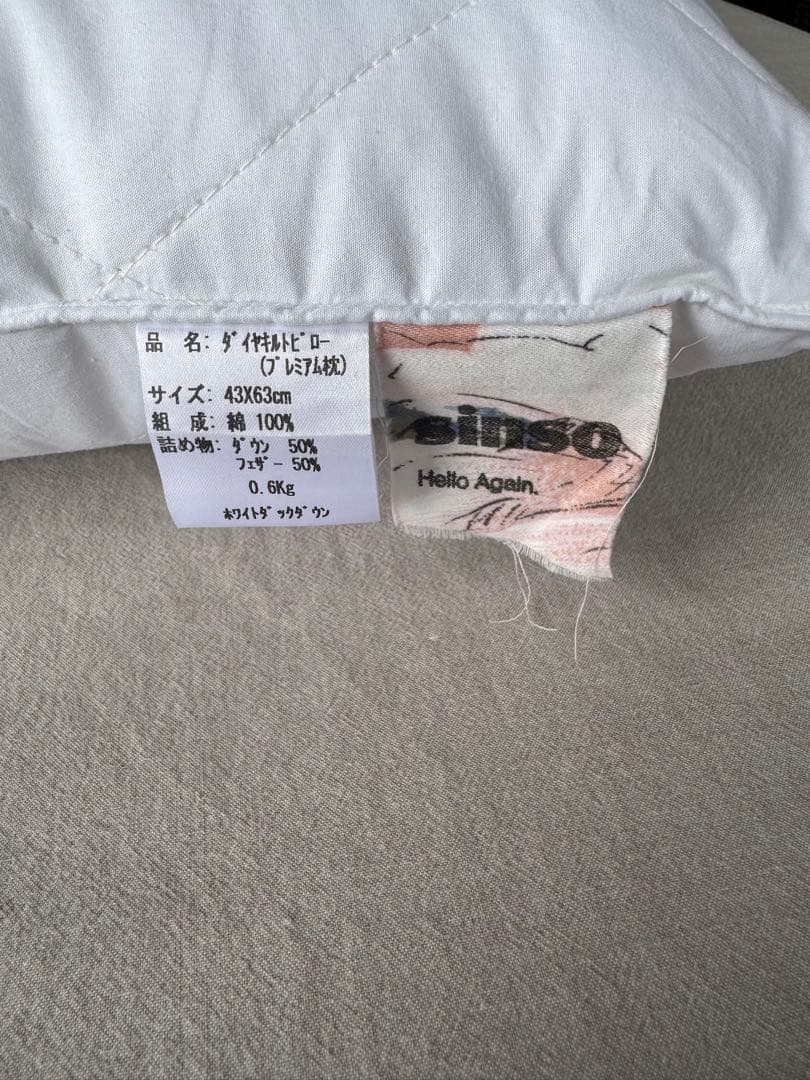 品 名: ﾀﾞｲﾔｷﾙﾄﾋﾟﾛｰ
(ﾌﾟﾚﾐｱﾑ枕)
サイズ: 43X63cm
組 成: 綿 100%
詰め物: ﾀﾞｳﾝ 50%
ﾌｪｻﾞｰ 50%
0.6Kg
ﾎﾜｲﾄﾀﾞｯｸﾀﾞｳﾝ
sinso
Hello Again.